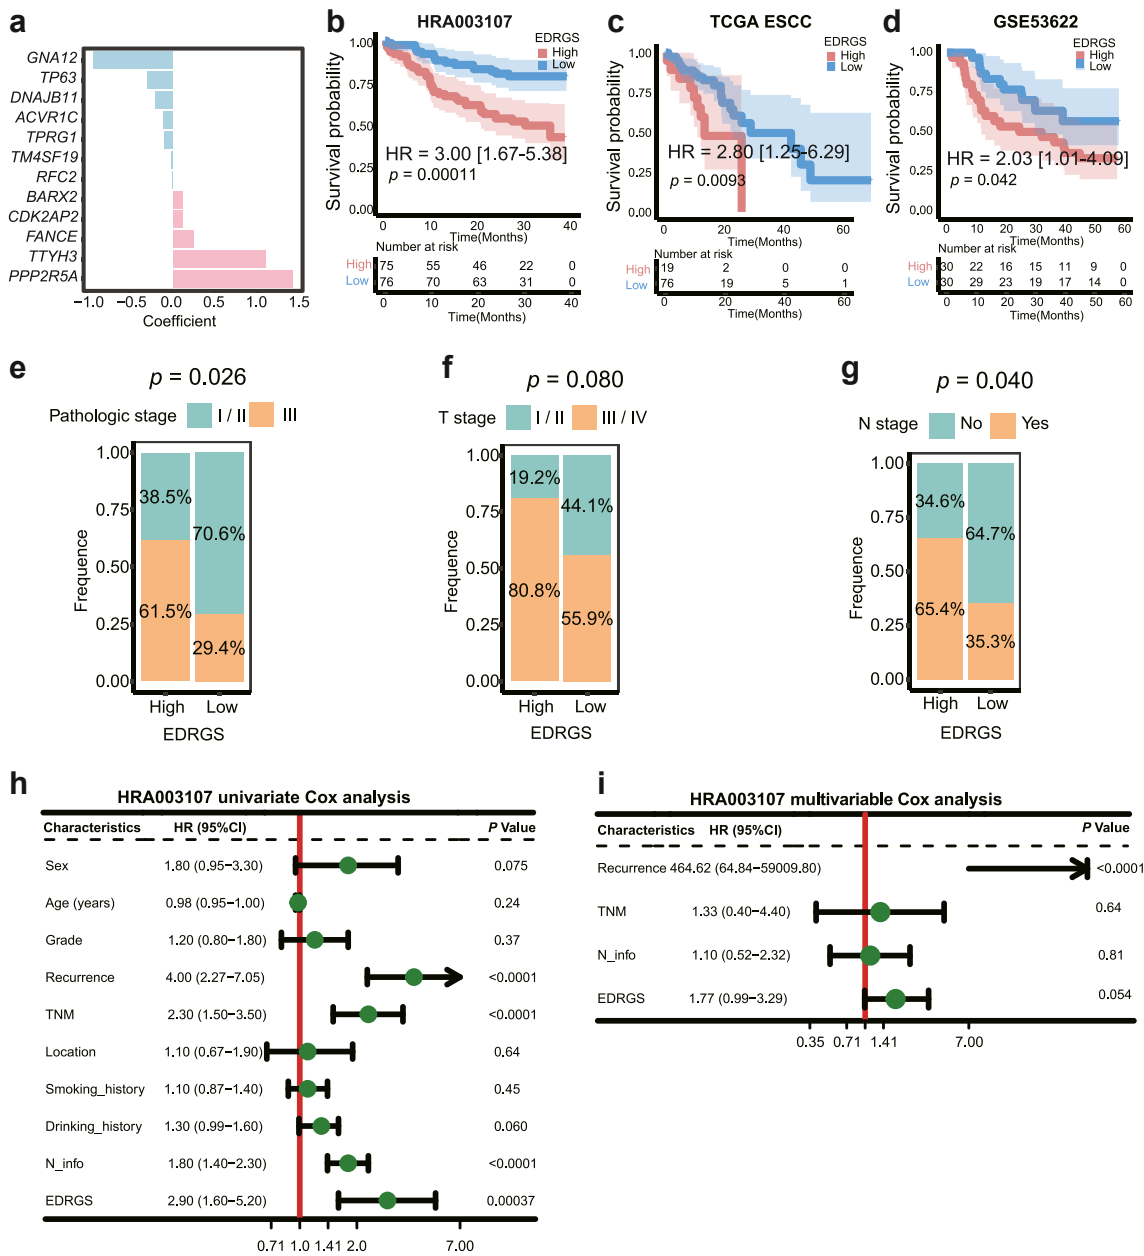 a
GNA12
TP63
DNAJB11
ACVR1C
TPRG1
TM4SF19
RFC2
BARX2
CDK2AP2
FANCE
TTYH3
PPP2R5A
−1.0 −0.5 0.0 0.5 1.0 1.5
Coefficient
b
HRA003107
EDRGS
High
Low
Survival probability
1.00
0.75
0.50
0.25
0.00
HR = 3.00 [1.67−5.38]
p = 0.00011
0 10 20 30 40
Time(Months)
Number at risk
High 75 55 46 22 0
Low 76 70 63 31 0
0 10 20 30 40
Time(Months)
c
TCGA ESCC
EDRGS
High
Low
Survival probability
1.00
0.75
0.50
0.25
0.00
HR = 2.80 [1.25−6.29]
p = 0.0093
0 20 40 60
Time(Months)
Number at risk
High 19 2 0 0
Low 76 19 5 1
0 20 40 60
Time(Months)
d
GSE53622
EDRGS
High
Low
Survival probability
1.00
0.75
0.50
0.25
0.00
HR = 2.03 [1.01−4.09]
p = 0.042
0 10 20 30 40 50 60
Time(Months)
Number at risk
High 30 22 16 15 11 9 0
Low 30 29 23 19 17 14 0
0 10 20 30 40 50 60
Time(Months)
e
p = 0.026
Pathologic stage I / II III
Frequence
1.00
0.75
0.50
0.25
0.00
38.5%
70.6%
61.5%
29.4%
High Low
EDRGS
f
p = 0.080
T stage I / II III / IV
Frequence
1.00
0.75
0.50
0.25
0.00
19.2%
44.1%
80.8%
55.9%
High Low
EDRGS
g
p = 0.040
N stage No Yes
Frequence
1.00
0.75
0.50
0.25
0.00
34.6%
64.7%
65.4%
35.3%
High Low
EDRGS
h
HRA003107 univariate Cox analysis
Characteristics HR (95%CI) P Value
Sex 1.80 (0.95−3.30) 0.075
Age (years) 0.98 (0.95−1.00) 0.24
Grade 1.20 (0.80−1.80) 0.37
Recurrence 4.00 (2.27−7.05) <0.0001
TNM 2.30 (1.50−3.50) <0.0001
Location 1.10 (0.67−1.90) 0.64
Smoking_history 1.10 (0.87−1.40) 0.45
Drinking_history 1.30 (0.99−1.60) 0.060
N_info 1.80 (1.40−2.30) <0.0001
EDRGS 2.90 (1.60−5.20) 0.00037
0.71 1.0 1.41 2.0 7.00
i
HRA003107 multivariable Cox analysis
Characteristics HR (95%CI) P Value
Recurrence 464.62 (64.84−59009.80) <0.0001
TNM 1.33 (0.40−4.40) 0.64
N_info 1.10 (0.52−2.32) 0.81
EDRGS 1.77 (0.99−3.29) 0.054
0.35 0.71 1.41 7.00